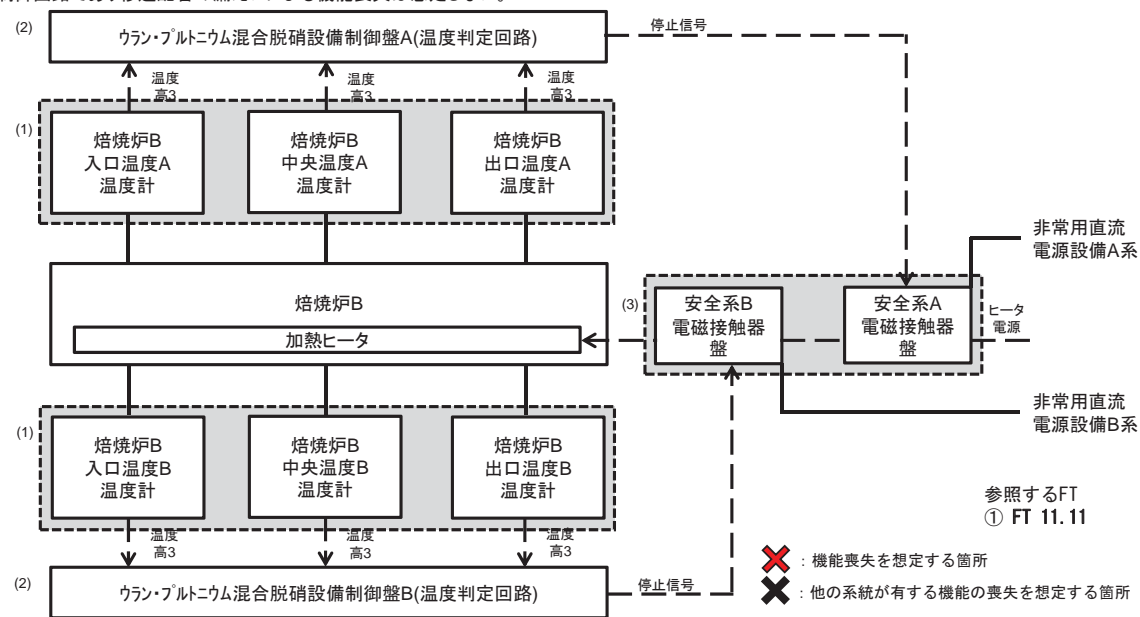 (2)
ウラン・プルトニウム混合脱硝設備制御盤A(温度判定回路)
停止信号
温度
高3
温度
高3
温度
高3
(1)
焙焼炉B
入口温度A
温度計
焙焼炉B
中央温度A
温度計
焙焼炉B
出口温度A
温度計
非常用直流
電源設備A系
焙焼炉B
加熱ヒータ
(3)
安全系B
電磁接触器
盤
安全系A
電磁接触器
盤
ヒータ
電源
非常用直流
電源設備B系
(1)
焙焼炉B
入口温度B
温度計
焙焼炉B
中央温度B
温度計
焙焼炉B
出口温度B
温度計
温度
高3
温度
高3
温度
高3
(2)
ウラン・プルトニウム混合脱硝設備制御盤B(温度判定回路)
停止信号
参照するFT
① FT 11.11
:機能喪失を想定する箇所
:他の系統が有する機能の喪失を想定する箇所